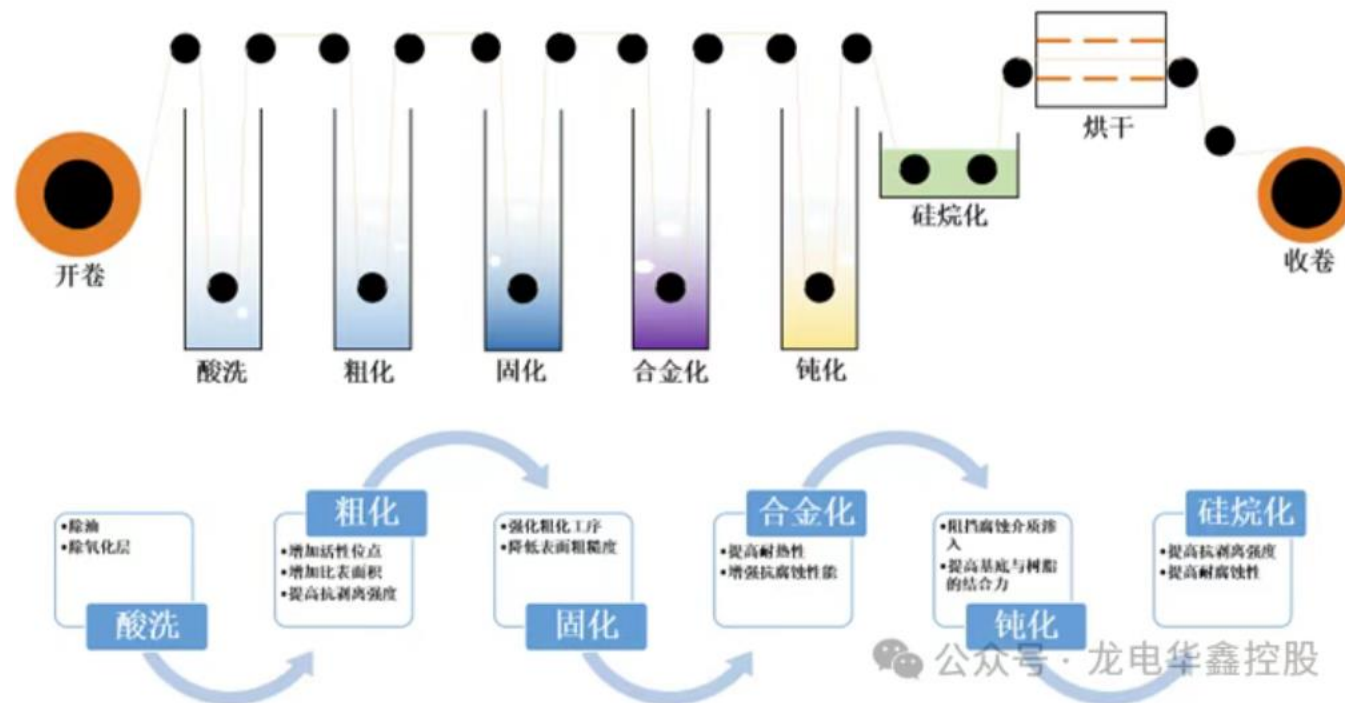 烘干
硅烷化
开卷
收卷
酸洗
粗化
固化
合金化
钝化
•除油
•除氧化层
酸洗
粗化
•增加活性位点
•增加比表面积
•提高抗剥离强度
•强化粗化工序
•降低表面粗糙度
固化
合金化
•提高耐热性
•增强抗腐蚀性能
•阻挡腐蚀介质渗
入
•提高基底与树脂
的结合力
钝化
硅烷化
•提高抗剥离强度
•提高耐腐蚀性
公众号 · 龙电华鑫控股